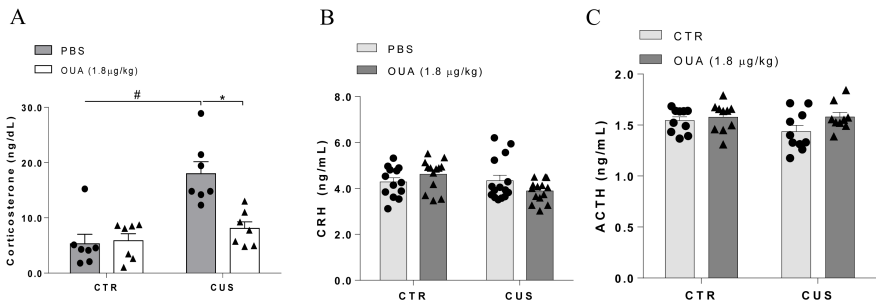 A
PBS
OUA (1.8μg/kg)
#
*
Corticosterone (ng/dL)
30.0
20.0
10.0
0.0
CTR
CUS
B
PBS
OUA (1.8 μg/kg)
CRH (ng/mL)
8.0
6.0
4.0
2.0
0.0
CTR
CUS
C
CTR
OUA (1.8 μg/kg)
ACTH (ng/mL)
2.0
1.5
1.0
0.5
0.0
CTR
CUS